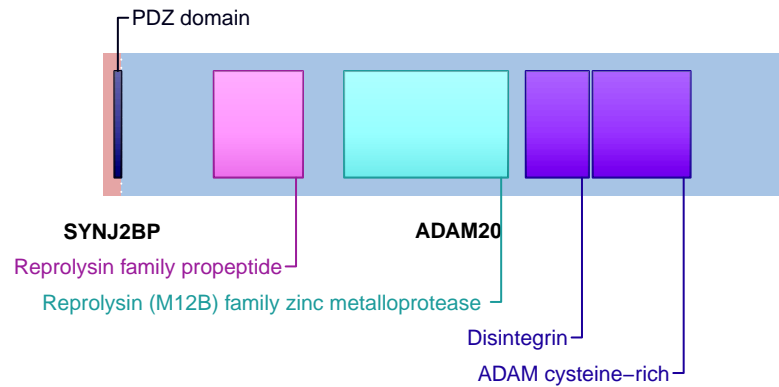 PDZ domain
SYNJ2BP
ADAM20
Reprolysin family propeptide
Reprolysin (M12B) family zinc metalloprotease
Disintegrin
ADAM cysteine−rich